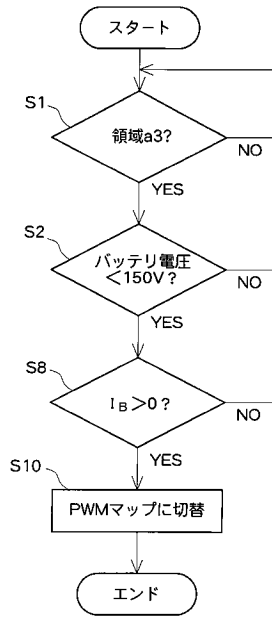 スタート
S1
領域a3?
NO
YES
S2
バッテリ電圧
<150V?
NO
YES
S8
IB>0?
NO
YES
S10
PWMマップに切替
エンド